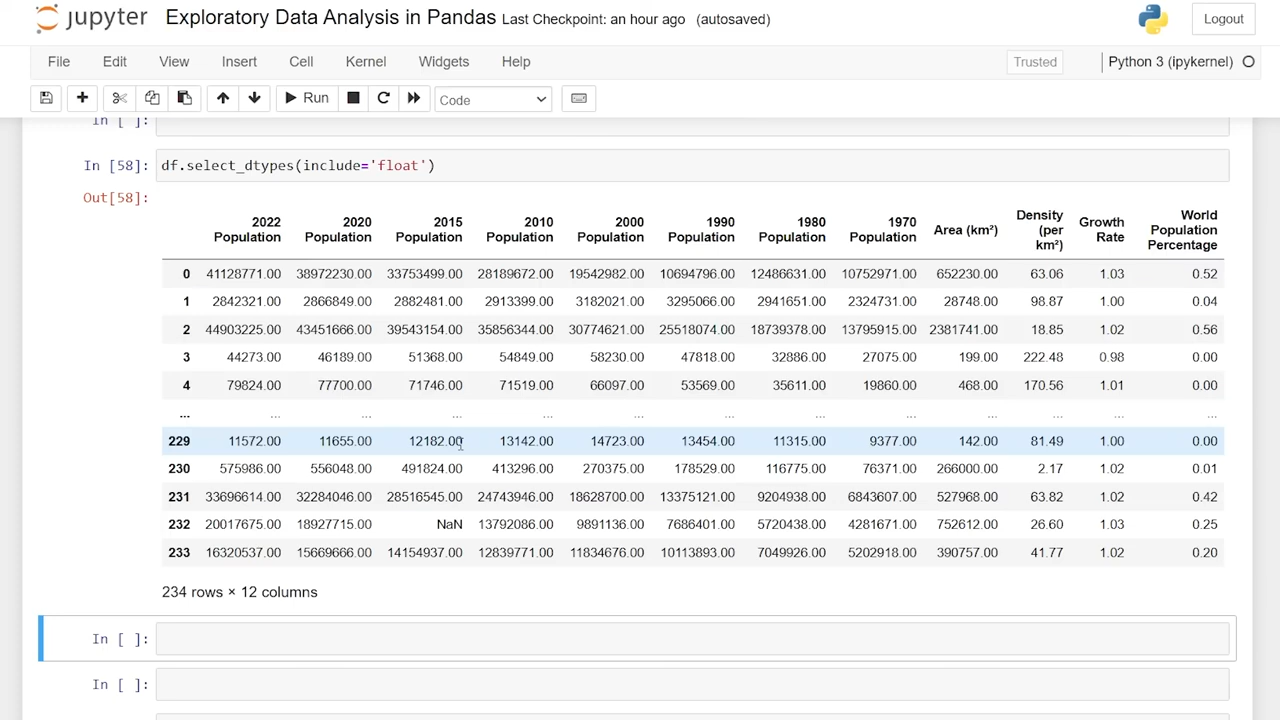 jupyter Exploratory Data Analysis in Pandas Last Checkpoint: an hour ago (autosaved) Logout
File Edit View Insert Cell Kernel Widgets Help Trusted Python 3 (ipykernel)
Run Code
In [ ]:
In [58]: df.select_dtypes(include='float')
Out[58]:
2022 Population 2020 Population 2015 Population 2010 Population 2000 Population 1990 Population 1980 Population 1970 Population Area (km²) Density (per km²) Growth Rate World Population Percentage
0 41128771.00 38972230.00 33753499.00 28189672.00 19542982.00 10694796.00 12486631.00 10752971.00 652230.00 63.06 1.03 0.52
1 2842321.00 2866849.00 2882481.00 2913399.00 3182021.00 3295066.00 2941651.00 2324731.00 28748.00 98.87 1.00 0.04
2 44903225.00 43451666.00 39543154.00 35856344.00 30774621.00 25518074.00 18739378.00 13795915.00 2381741.00 18.85 1.02 0.56
3 44273.00 46189.00 51368.00 54849.00 58230.00 47818.00 32886.00 27075.00 199.00 222.48 0.98 0.00
4 79824.00 77700.00 71746.00 71519.00 66097.00 53569.00 35611.00 19860.00 468.00 170.56 1.01 0.00
... ... ... ... ... ... ... ... ... ... ... ... ...
229 11572.00 11655.00 12182.00 13142.00 14723.00 13454.00 11315.00 9377.00 142.00 81.49 1.00 0.00
230 575986.00 556048.00 491824.00 413296.00 270375.00 178529.00 116775.00 76371.00 266000.00 2.17 1.02 0.01
231 33696614.00 32284046.00 28516545.00 24743946.00 18628700.00 13375121.00 9204938.00 6843607.00 527968.00 63.82 1.02 0.42
232 20017675.00 18927715.00 NaN 13792086.00 9891136.00 7686401.00 5720438.00 4281671.00 752612.00 26.60 1.03 0.25
233 16320537.00 15669666.00 14154937.00 12839771.00 11834676.00 10113893.00 7049926.00 5202918.00 390757.00 41.77 1.02 0.20
234 rows × 12 columns
In [ ]:
In [ ]: